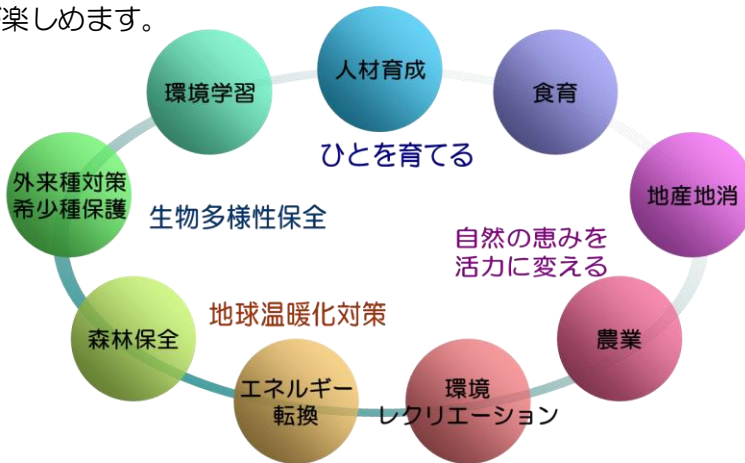 楽しめます。
人材育成
環境学習
食育
ひとを育てる
外来種対策
希少種保護
地産地消
生物多様性保全
自然の恵みを
活力に変える
地球温暖化対策
森林保全
農業
エネルギー
転換
環境
レクリエーション